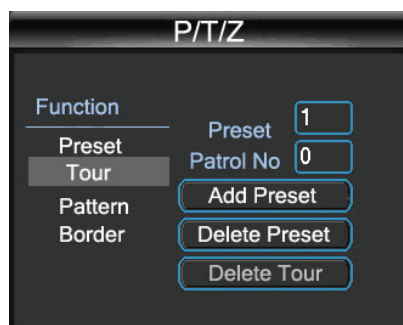 P/T/Z
Function
Preset
Tour
Pattern
Border
Preset 1
Patrol No 0
Add Preset
Delete Preset
Delete Tour